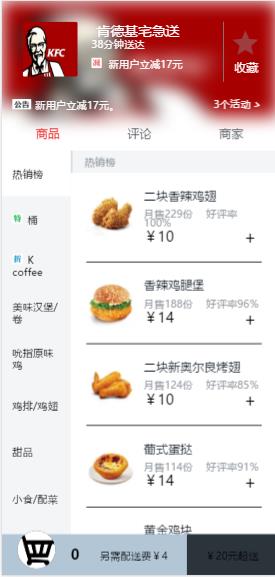 肯德基宅急送
38分钟送达
KFC
减 新用户立减17元
收藏
公告 新用户立减17元。
3个活动 >
商品 评论 商家
热销榜
热销榜
特 桶
折 K
coffee
美味汉堡/
卷
吮指原味
鸡
鸡排/鸡翅
甜品
小食/配菜
二块香辣鸡翅
月售229份 好评率
100%
￥10 +
香辣鸡腿堡
月售188份 好评率96%
￥14 +
二块新奥尔良烤翅
月售124份 好评率85%
￥10 +
葡式蛋挞
月售114份 好评率91%
￥14 +
黄金鸡块
0 另需配送费￥4 ￥20元起送